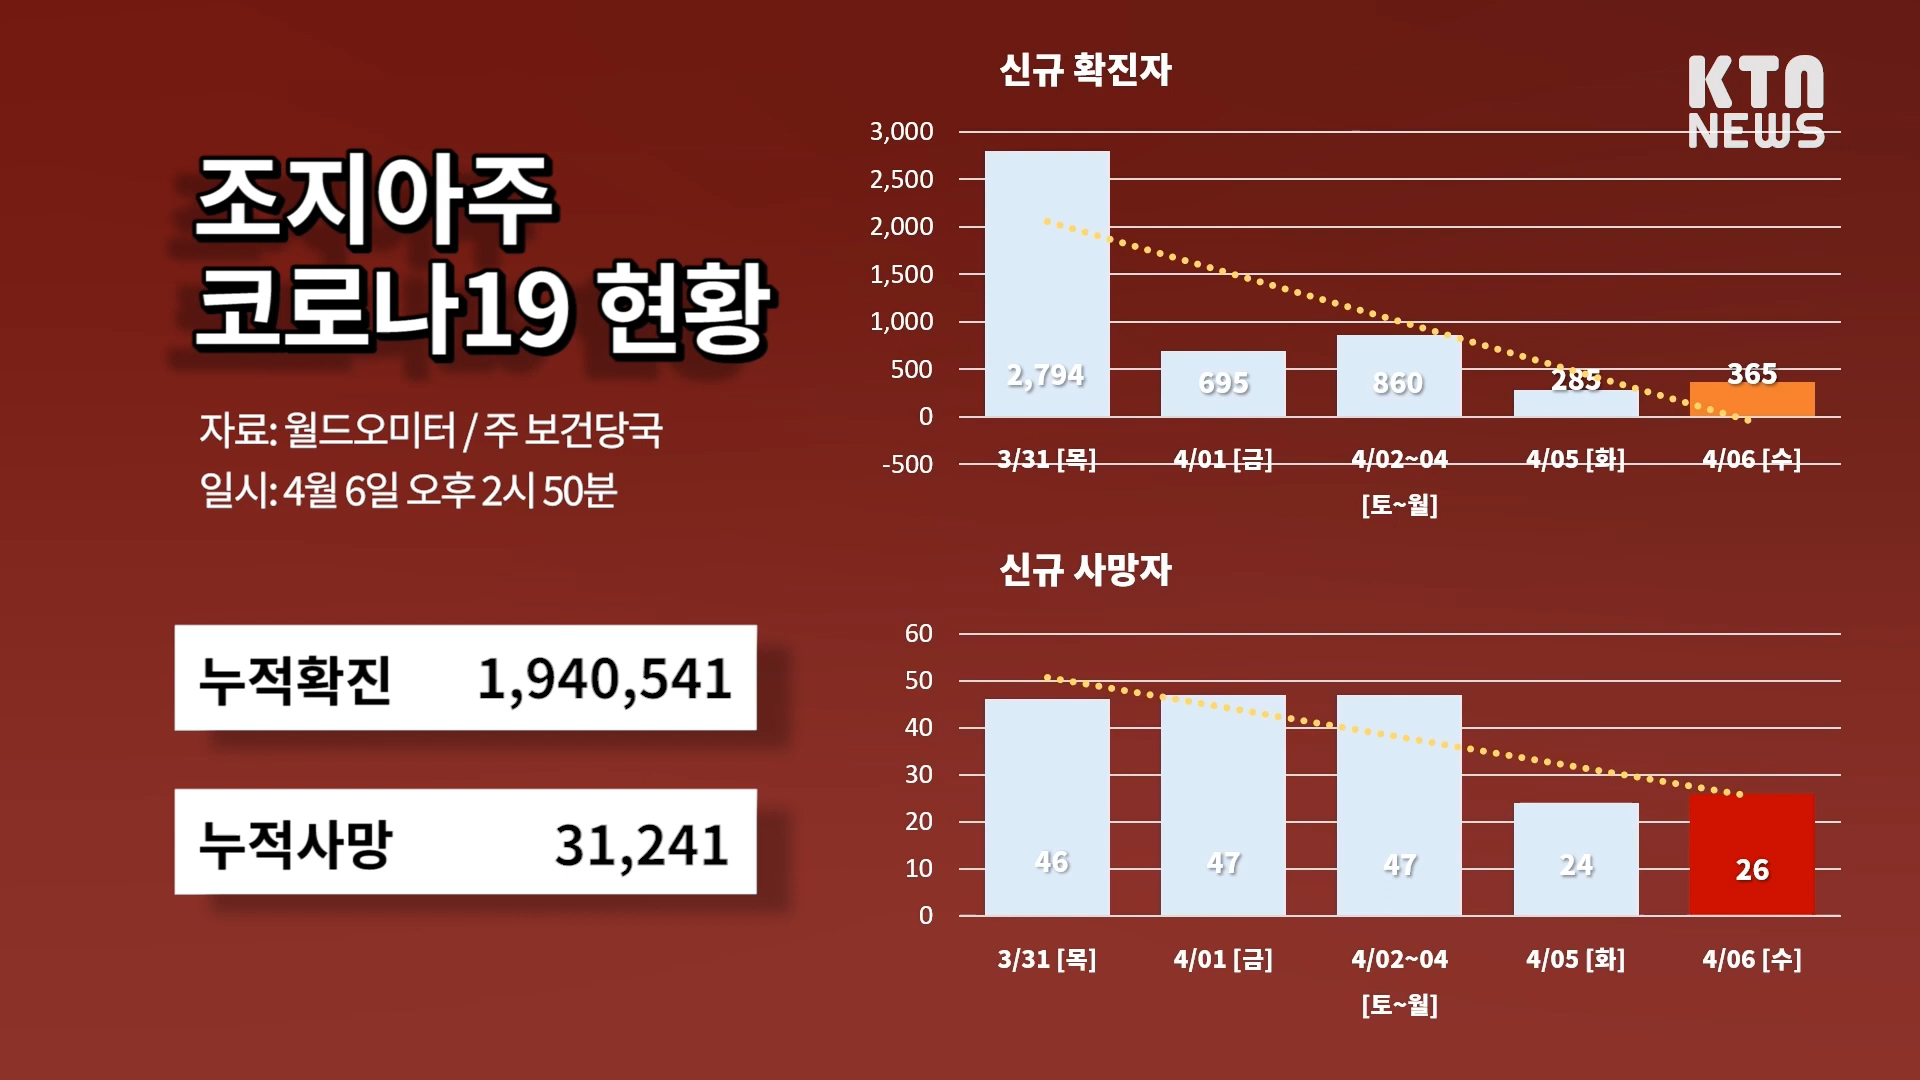 조지아주
코로나19 현황
자료: 월드오미터 / 주 보건당국
일시: 4월 6일 오후 2시 50분
누적확진 1,940,541
누적사망 31,241
KTN
NEWS
신규 확진자
3,000
2,500
2,000
1,500
1,000
500
0
-500
2,794
695
860
285
365
3/31 [목]
4/01 [금]
4/02~04
[토~월]
4/05 [화]
4/06 [수]
신규 사망자
60
50
40
30
20
10
0
46
47
47
24
26
3/31 [목]
4/01 [금]
4/02~04
[토~월]
4/05 [화]
4/06 [수]